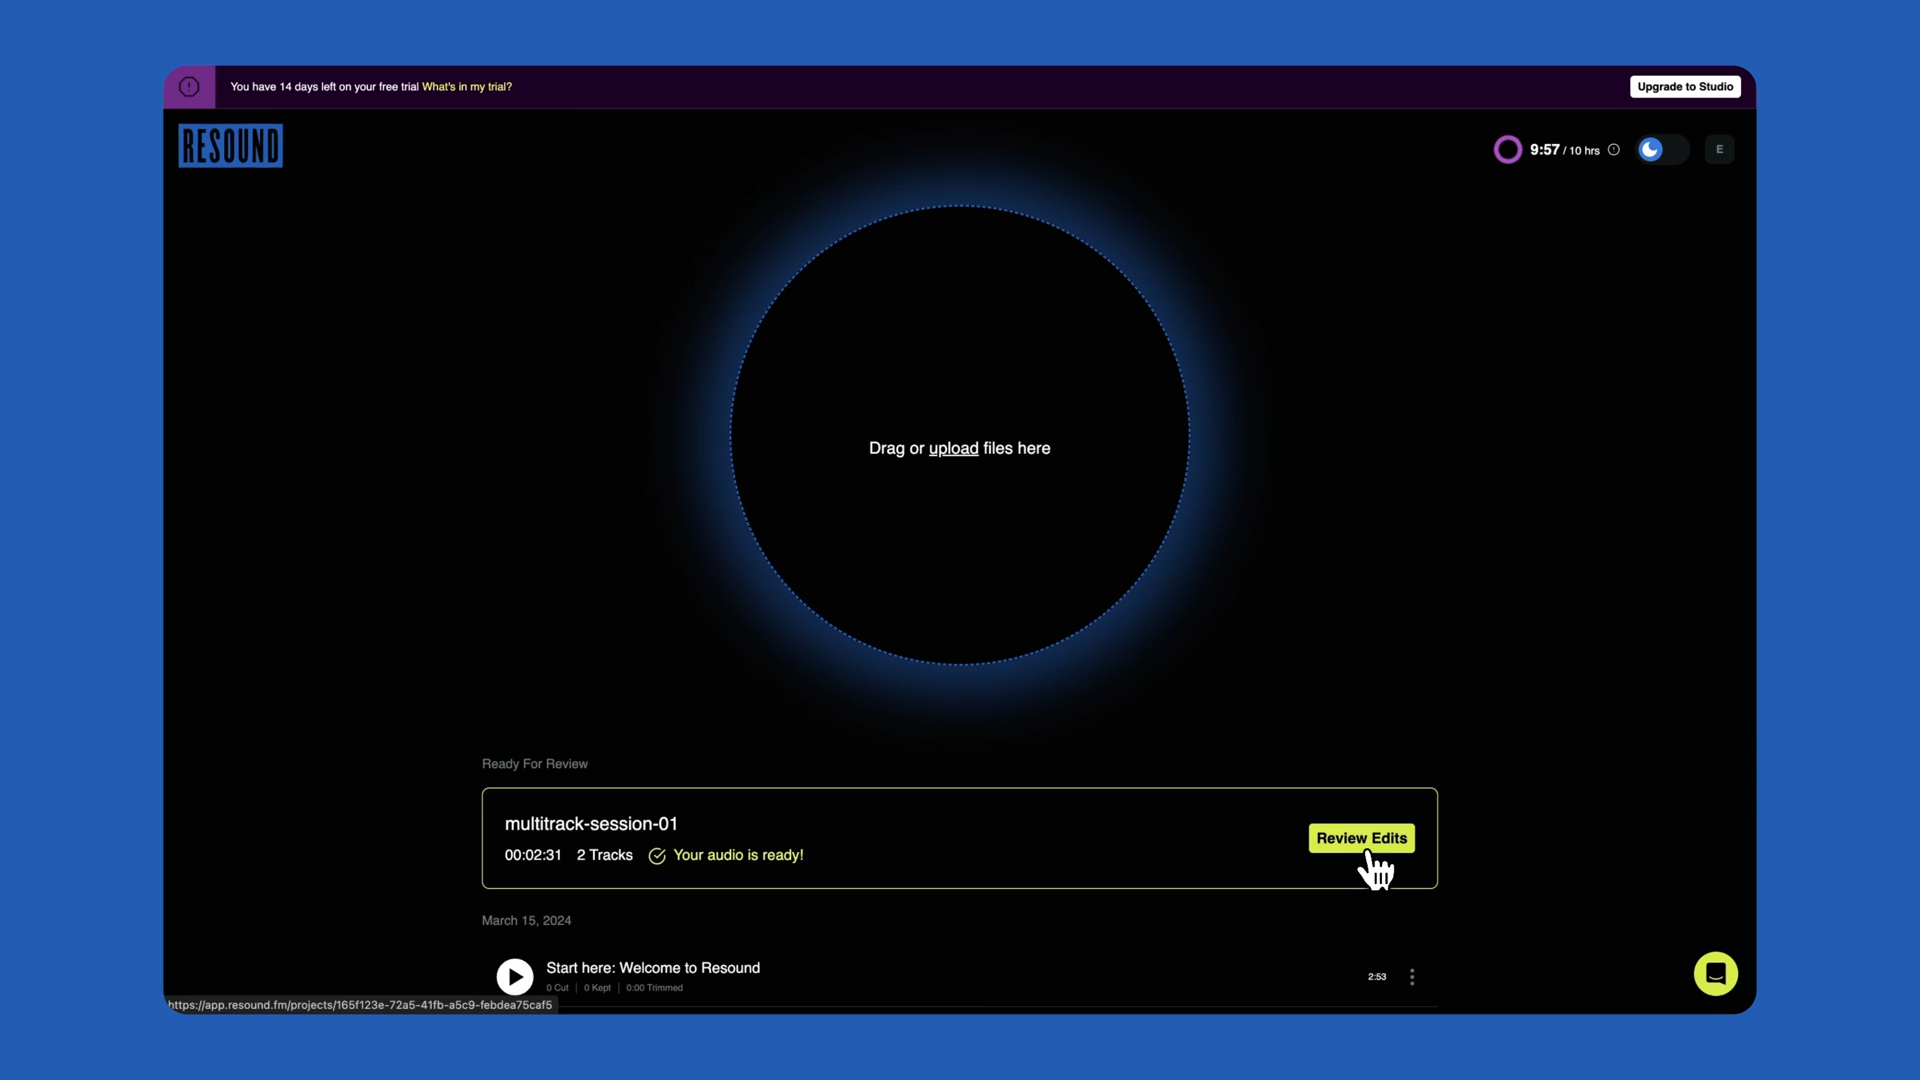 You have 14 days left on your free trial What's in my trial?
Upgrade to Studio
RESOUND
9:57 / 10 hrs
E
Drag or upload files here
Ready For Review
multitrack-session-01
00:02:31 2 Tracks Your audio is ready!
Review Edits
March 15, 2024
Start here: Welcome to Resound
0 Cut | 0 Kept | 0:00 Trimmed
2:53
https://app.resound.fm/projects/165f123e-72a5-41fb-a5c9-febdea75caf5